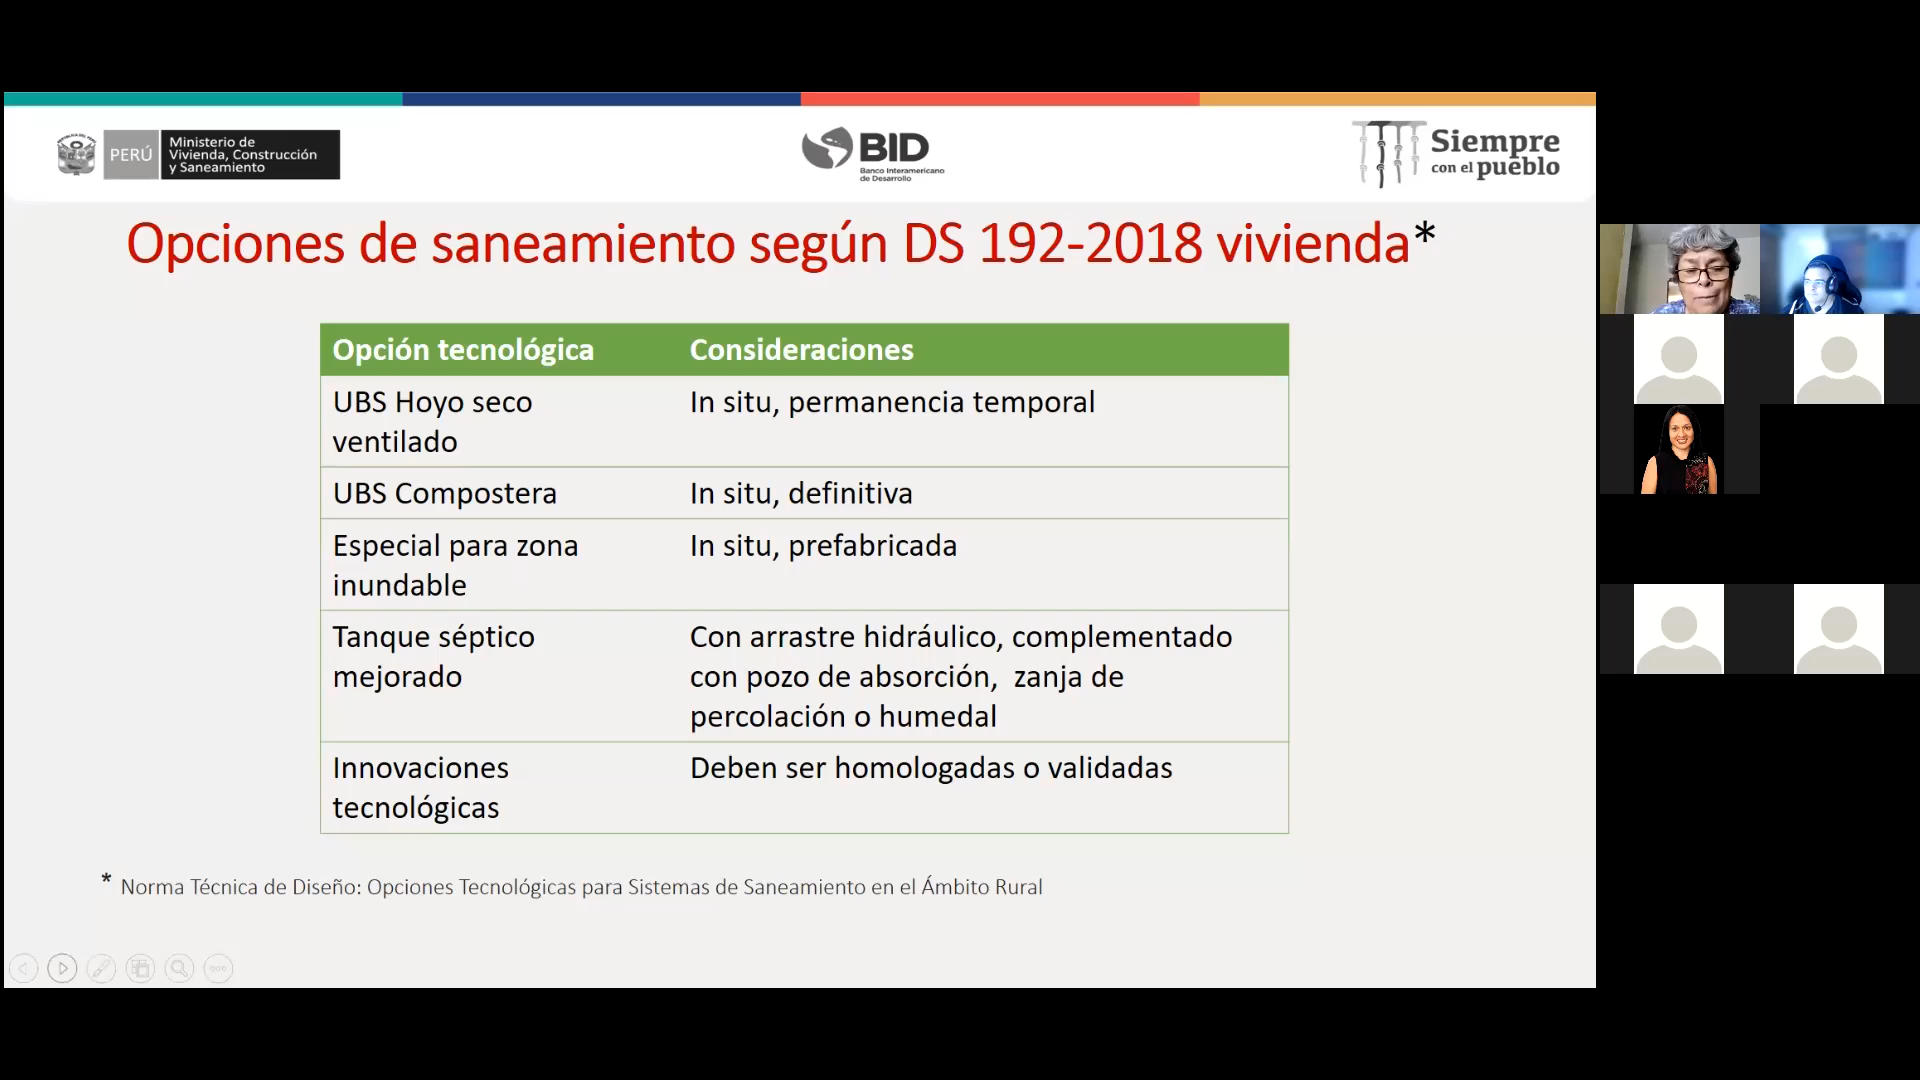 PERÚ
Ministerio de
Vivienda, Construcción
y Saneamiento
BID
Banco Interamericano
de Desarrollo
Siempre
con el pueblo
Opciones de saneamiento según DS 192-2018 vivienda*
Opción tecnológica Consideraciones
UBS Hoyo seco In situ, permanencia temporal
ventilado
UBS Compostera In situ, definitiva
Especial para zona In situ, prefabricada
inundable
Tanque séptico Con arrastre hidráulico, complementado
mejorado con pozo de absorción, zanja de
percolación o humedal
Innovaciones Deben ser homologadas o validadas
tecnológicas
* Norma Técnica de Diseño: Opciones Tecnológicas para Sistemas de Saneamiento en el Ámbito Rural